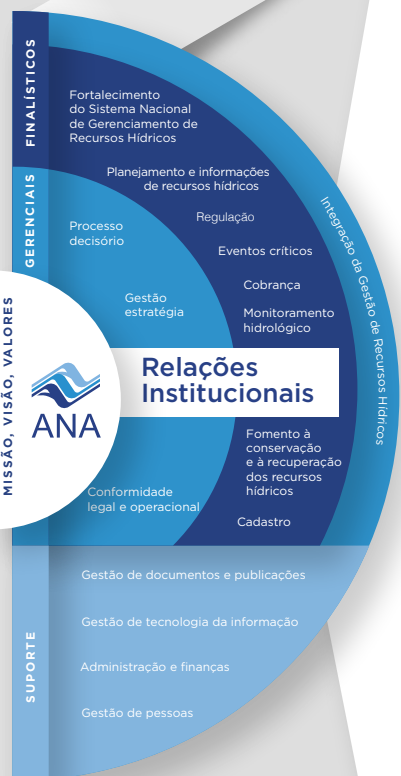 FINALÍSTICOS
Fortalecimento
do Sistema Nacional
de Gerenciamento de
Recursos Hídricos
Planejamento e informações
de recursos hídricos
Regulação
Eventos críticos
Cobrança
Monitoramento
hidrológico
Integração da Gestão de Recursos Hídricos
GERENCIAIS
Processo
decisório
Gestão
estratégia
MISSÃO, VISÃO, VALORES
ANA
Relações
Institucionais
Fomento à
conservação
e à recuperação
dos recursos
hídricos
Cadastro
Conformidade
legal e operacional
SUPORTE
Gestão de documentos e publicações
Gestão de tecnologia da informação
Administração e finanças
Gestão de pessoas